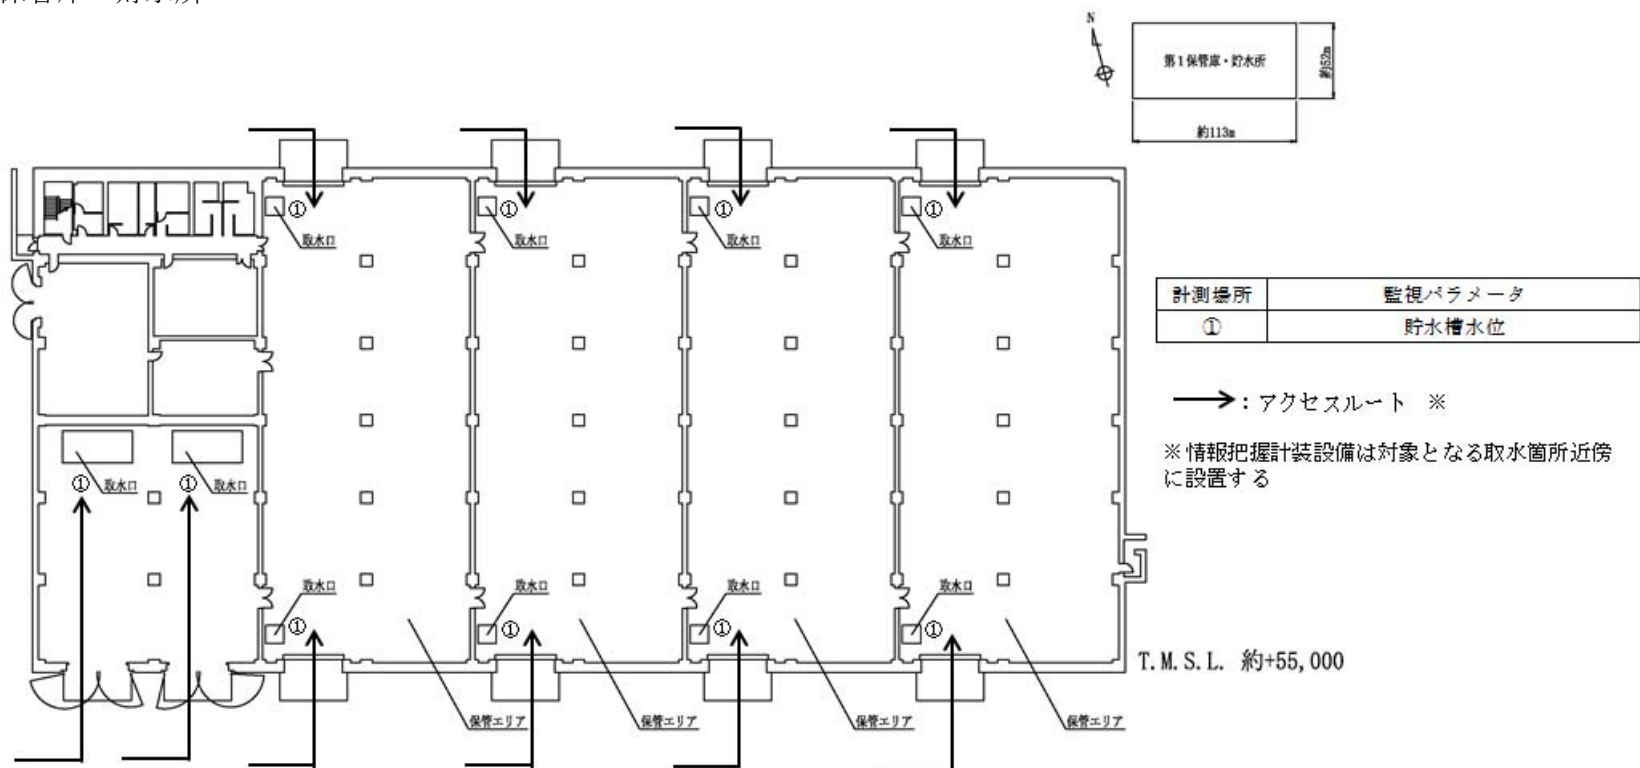 N
第1保管庫・貯水所
約52m
約113m
① ① ① ①
取水口 取水口 取水口 取水口
計測場所 監視パラメータ
① 貯水槽水位
→：アクセスルート ※
※情報把握計装設備は対象となる取水箇所近傍
に設置する
① 取水口 ① 取水口
取水口 取水口 取水口 取水口
① ① ① ①
T.M.S.L. 約+55,000
保管エリア 保管エリア 保管エリア 保管エリア